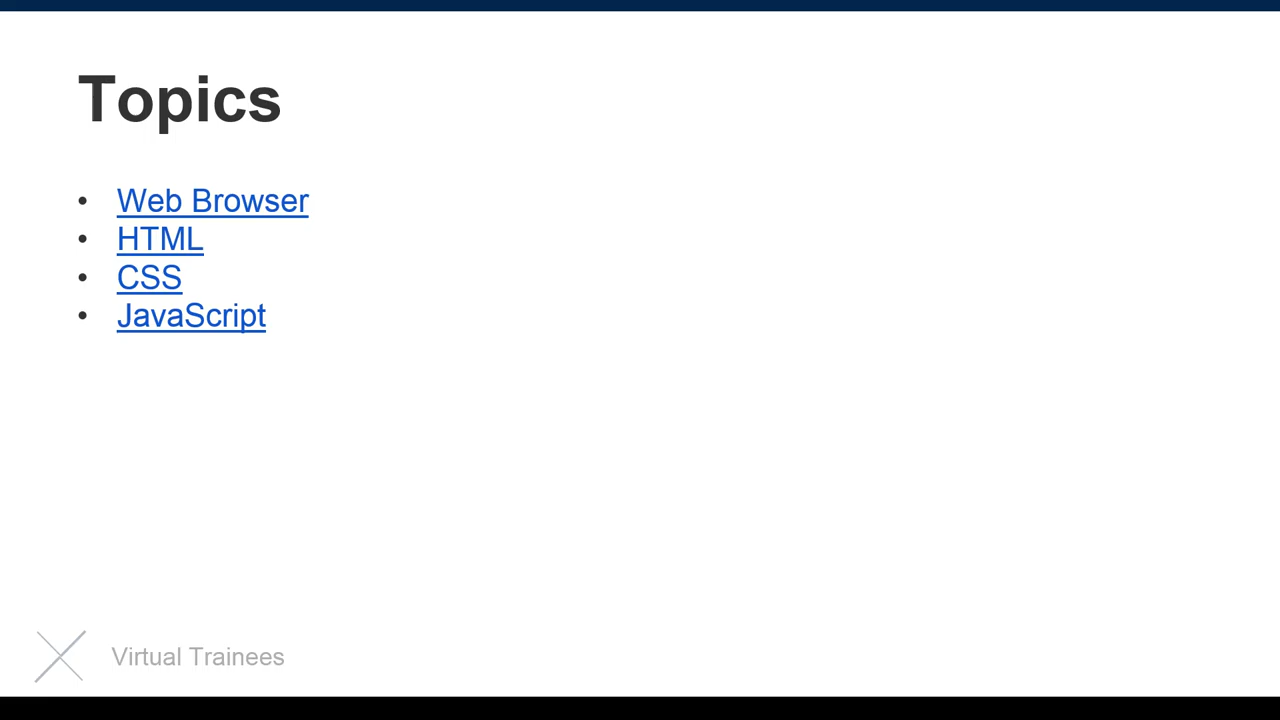 Topics
• Web Browser
• HTML
• CSS
• JavaScript
Virtual Trainees